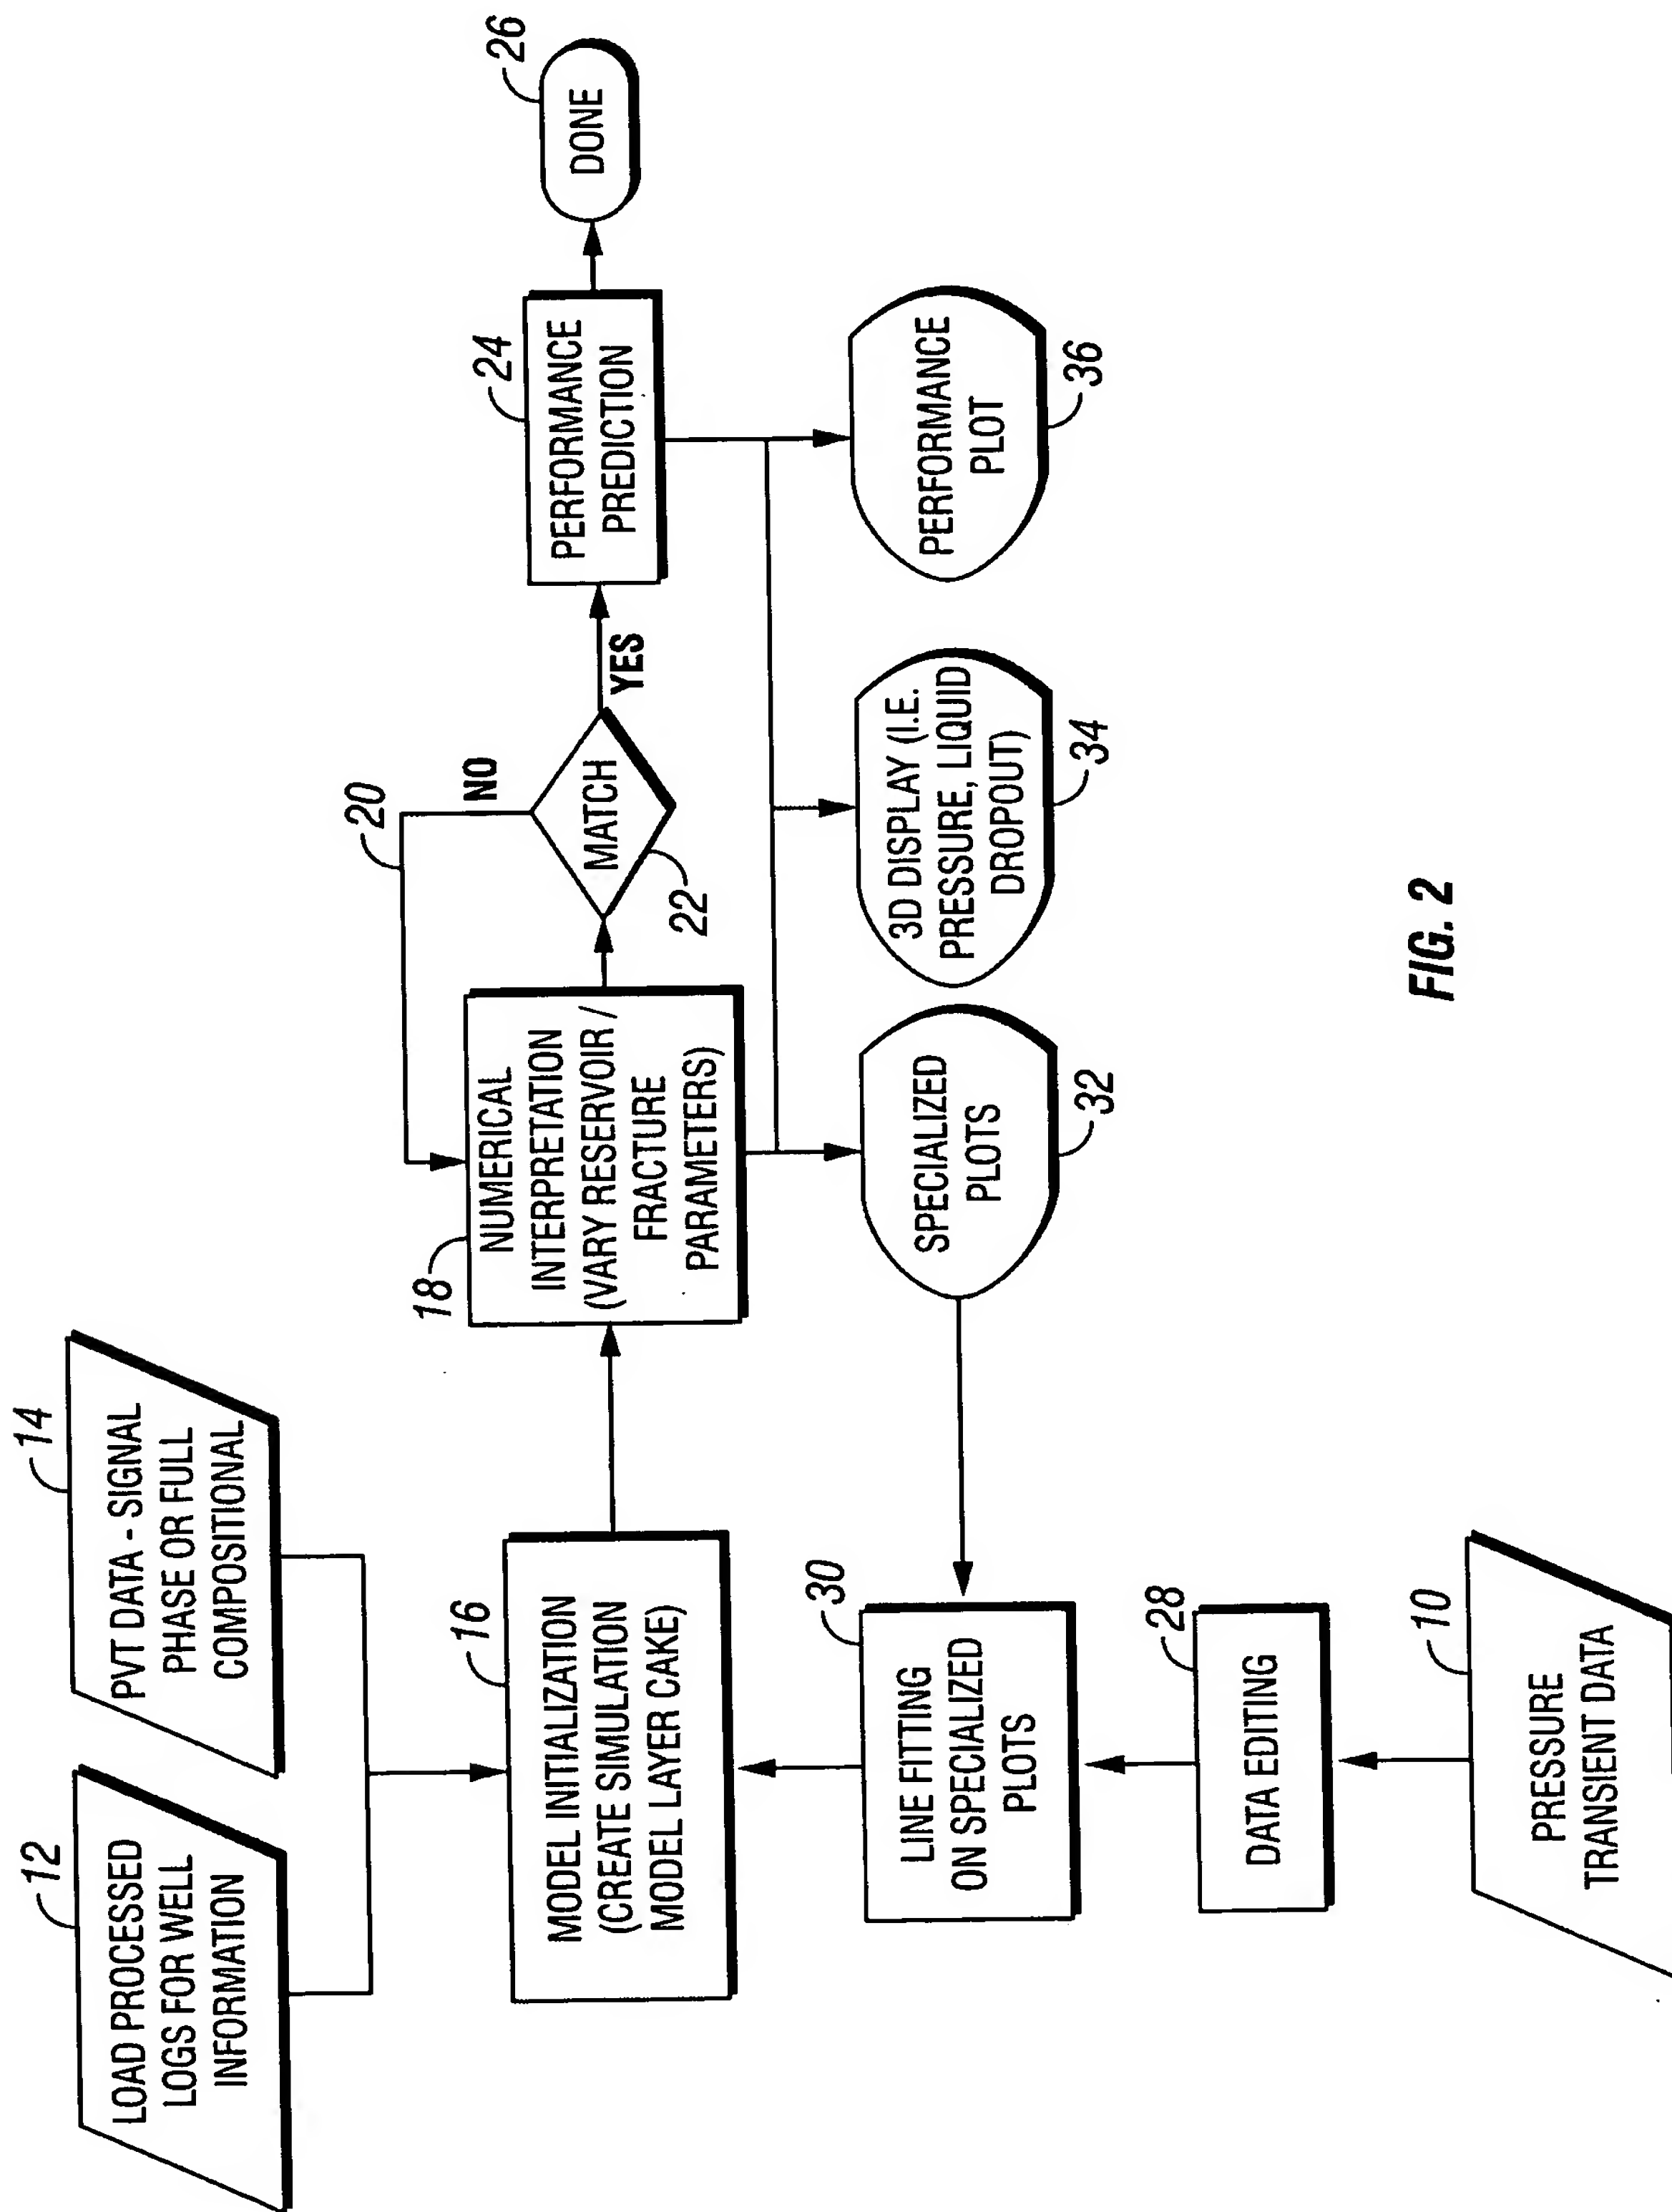 12
LOAD PROCESSED
LOGS FOR WELL
INFORMATION
14
PVT DATA - SIGNAL
PHASE OR FULL
COMPOSITIONAL
16
MODEL INITIALIZATION
(CREATE SIMULATION
MODEL LAYER CAKE)
18
NUMERICAL
INTERPRETATION
(VARY RESERVOIR /
FRACTURE
PARAMETERS)
20
NO
MATCH
22
YES
24
PERFORMANCE
PREDICTION
26
DONE
30
LINE FITTING
ON SPECIALIZED
PLOTS
SPECIALIZED
PLOTS
32
3D DISPLAY (I.E.
PRESSURE, LIQUID
DROPOUT)
34
PERFORMANCE
PLOT
36
28
DATA EDITING
10
PRESSURE
TRANSIENT DATA
FIG. 2